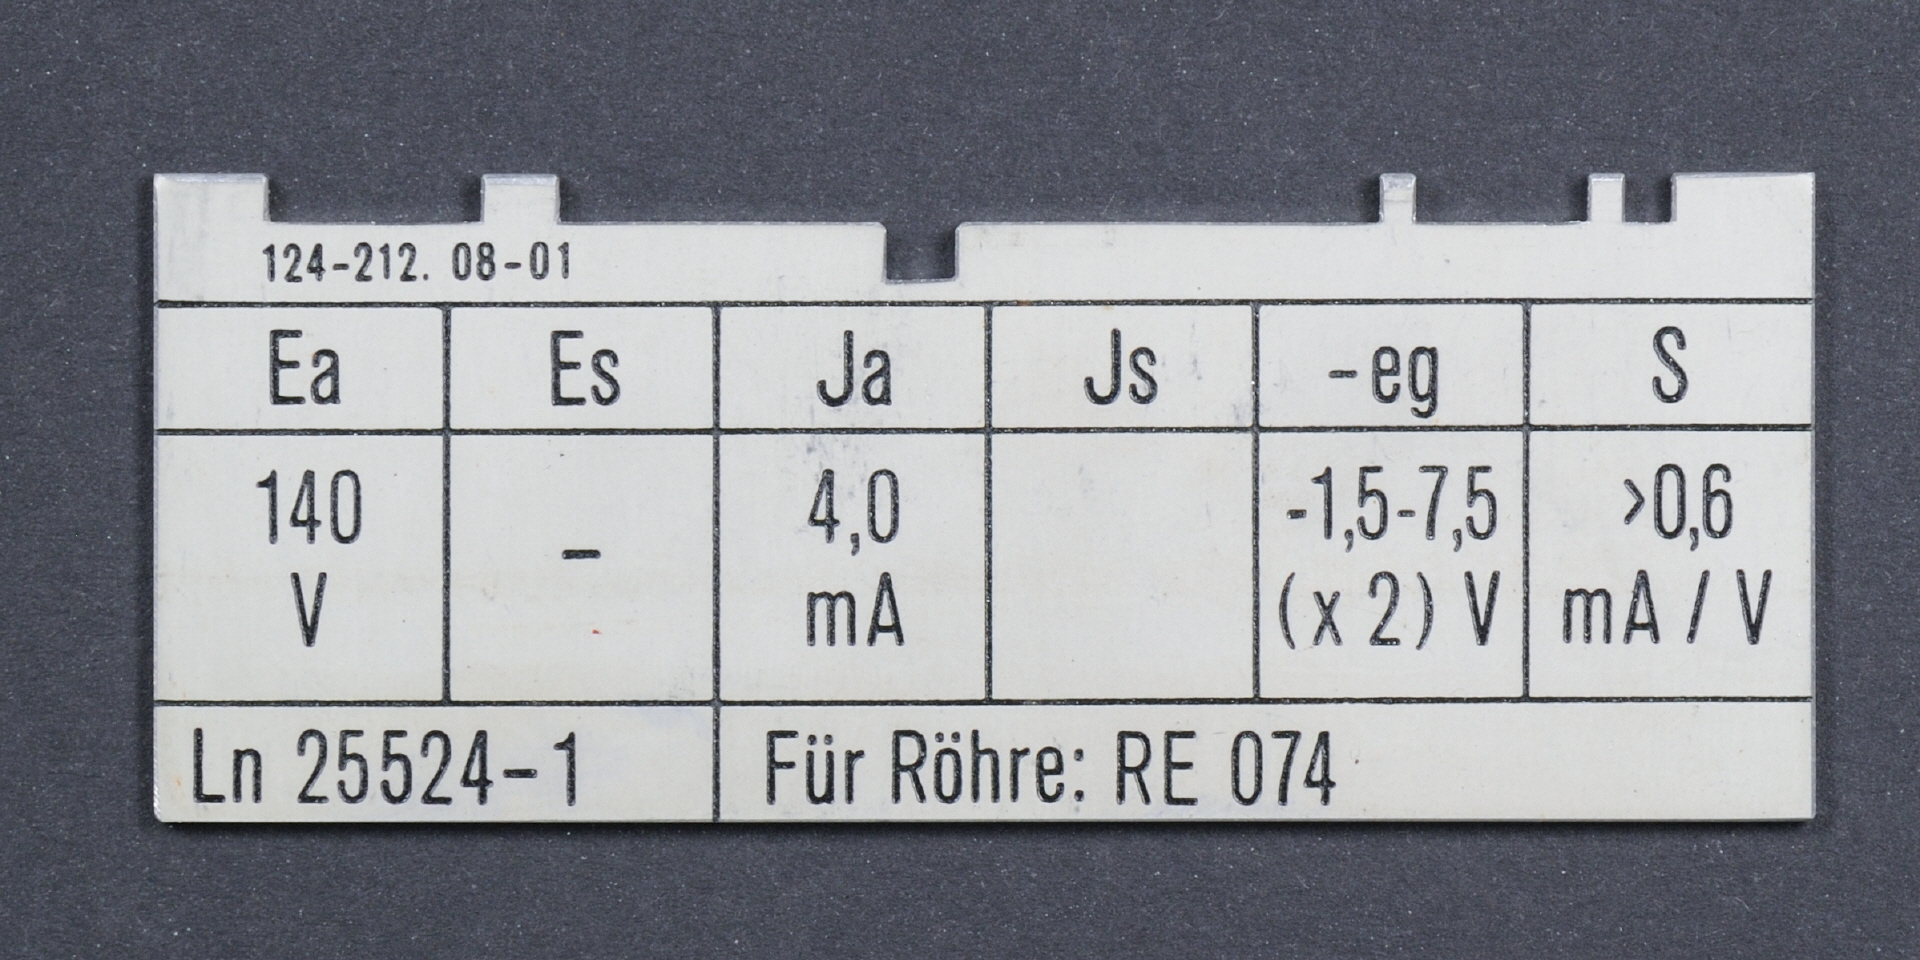 124-212. 08-01
Ea Es Ja Js -eg S
140 V - 4,0 mA -1,5-7,5 (x 2) V >0,6 mA / V
Ln 25524-1 Für Röhre: RE 074